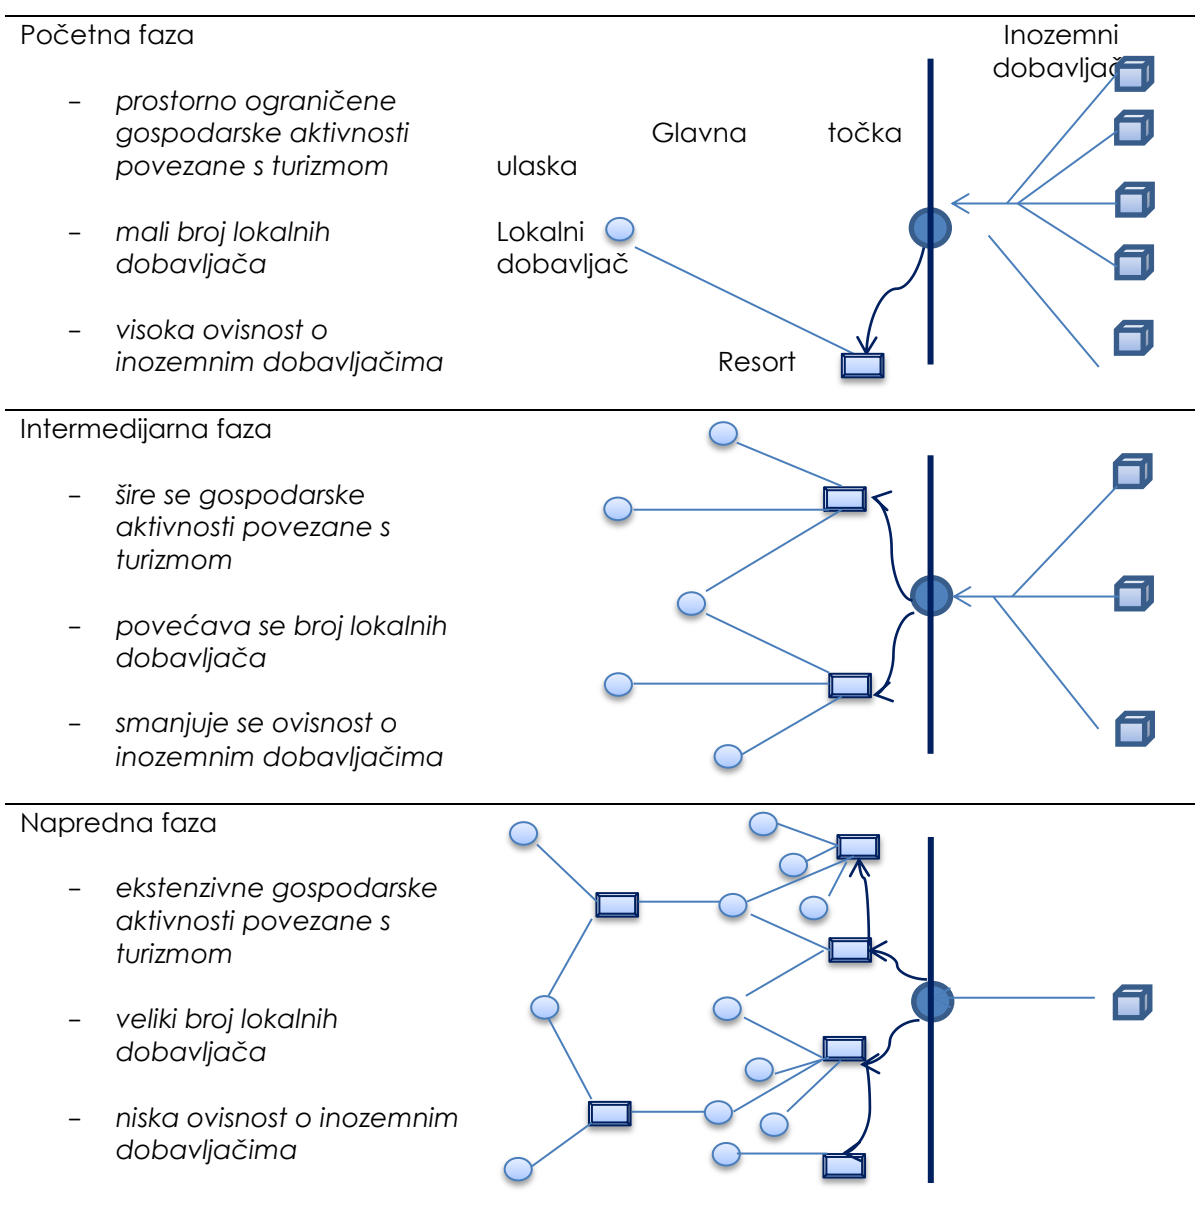 Početna faza
Inozemni
dobavljač
- prostorno ograničene
gospodarske aktivnosti
povezane s turizmom
Glavna točka
ulaska
- mali broj lokalnih
dobavljača
Lokalni
dobavljač
- visoka ovisnost o
inozemnim dobavljačima
Resort
Intermedijarna faza
- šire se gospodarske
aktivnosti povezane s
turizmom
- povećava se broj lokalnih
dobavljača
- smanjuje se ovisnost o
inozemnim dobavljačima
Napredna faza
- ekstenzivne gospodarske
aktivnosti povezane s
turizmom
- veliki broj lokalnih
dobavljača
- niska ovisnost o inozemnim
dobavljačima